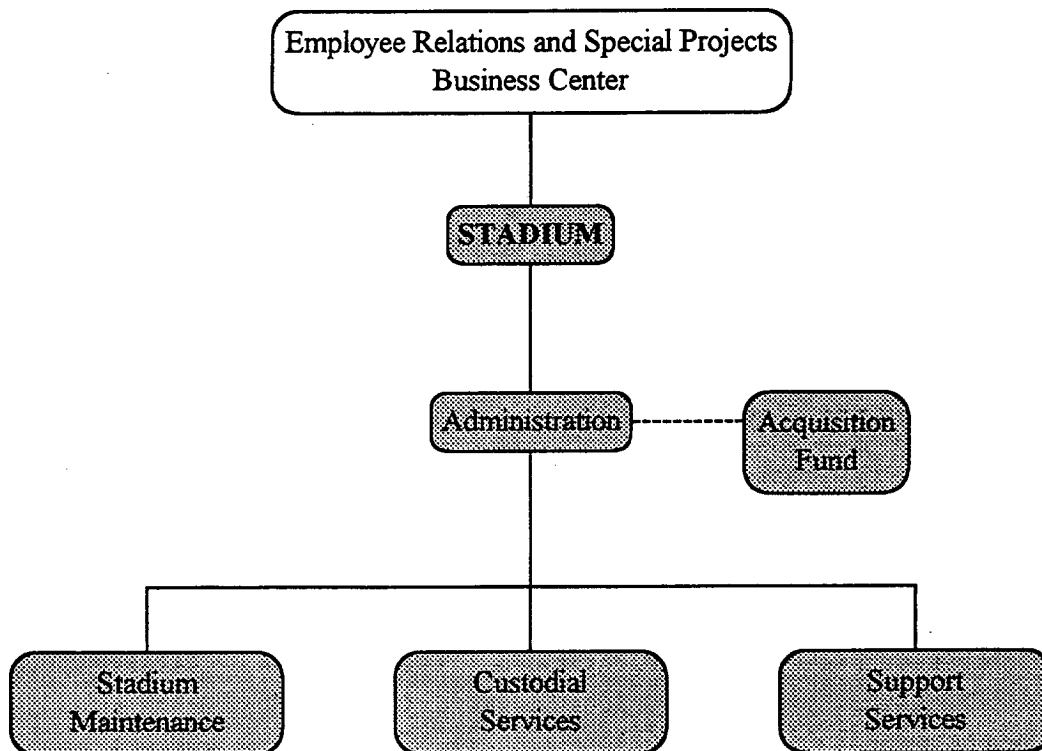 Employee Relations and Special Projects
Business Center
STADIUM
Administration
Acquisition
Fund
Stadium
Maintenance
Custodial
Services
Support
Services